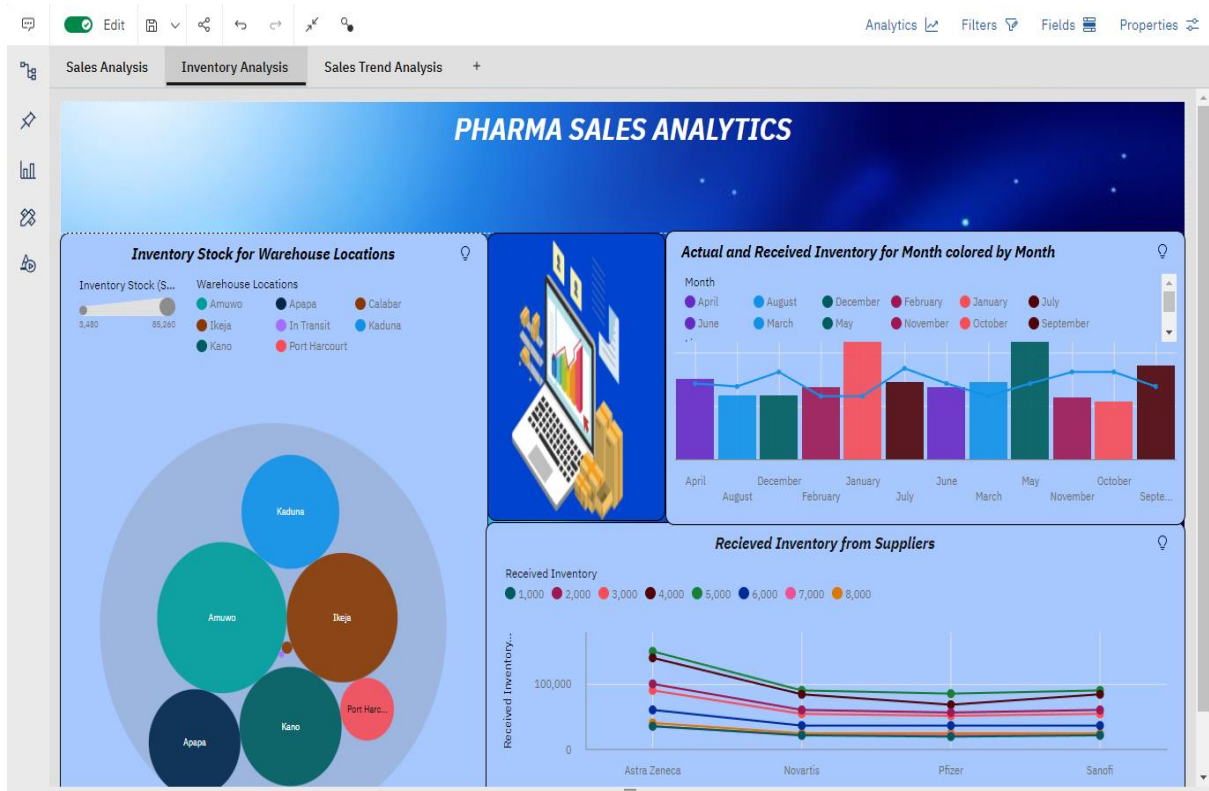 Edit
Analytics Filters Fields Properties
Sales Analysis Inventory Analysis Sales Trend Analysis +
PHARMA SALES ANALYTICS
Inventory Stock for Warehouse Locations
Inventory Stock (S...
3,480 85,260
Warehouse Locations
Amuwo Apapa Calabar
Ikeja In Transit Kaduna
Kano Port Harcourt
Kaduna
Amuwo
Ikeja
Port Harc...
Kano
Apapa
Actual and Received Inventory for Month colored by Month
Month
April August December February January July
June March May November October September
April December January June May October
August February July March November Septe...
Recieved Inventory from Suppliers
Received Inventory
1,000 2,000 3,000 4,000 5,000 6,000 7,000 8,000
Received Inventory...
100,000
0
Astra Zeneca Novartis Pfizer Sanofi